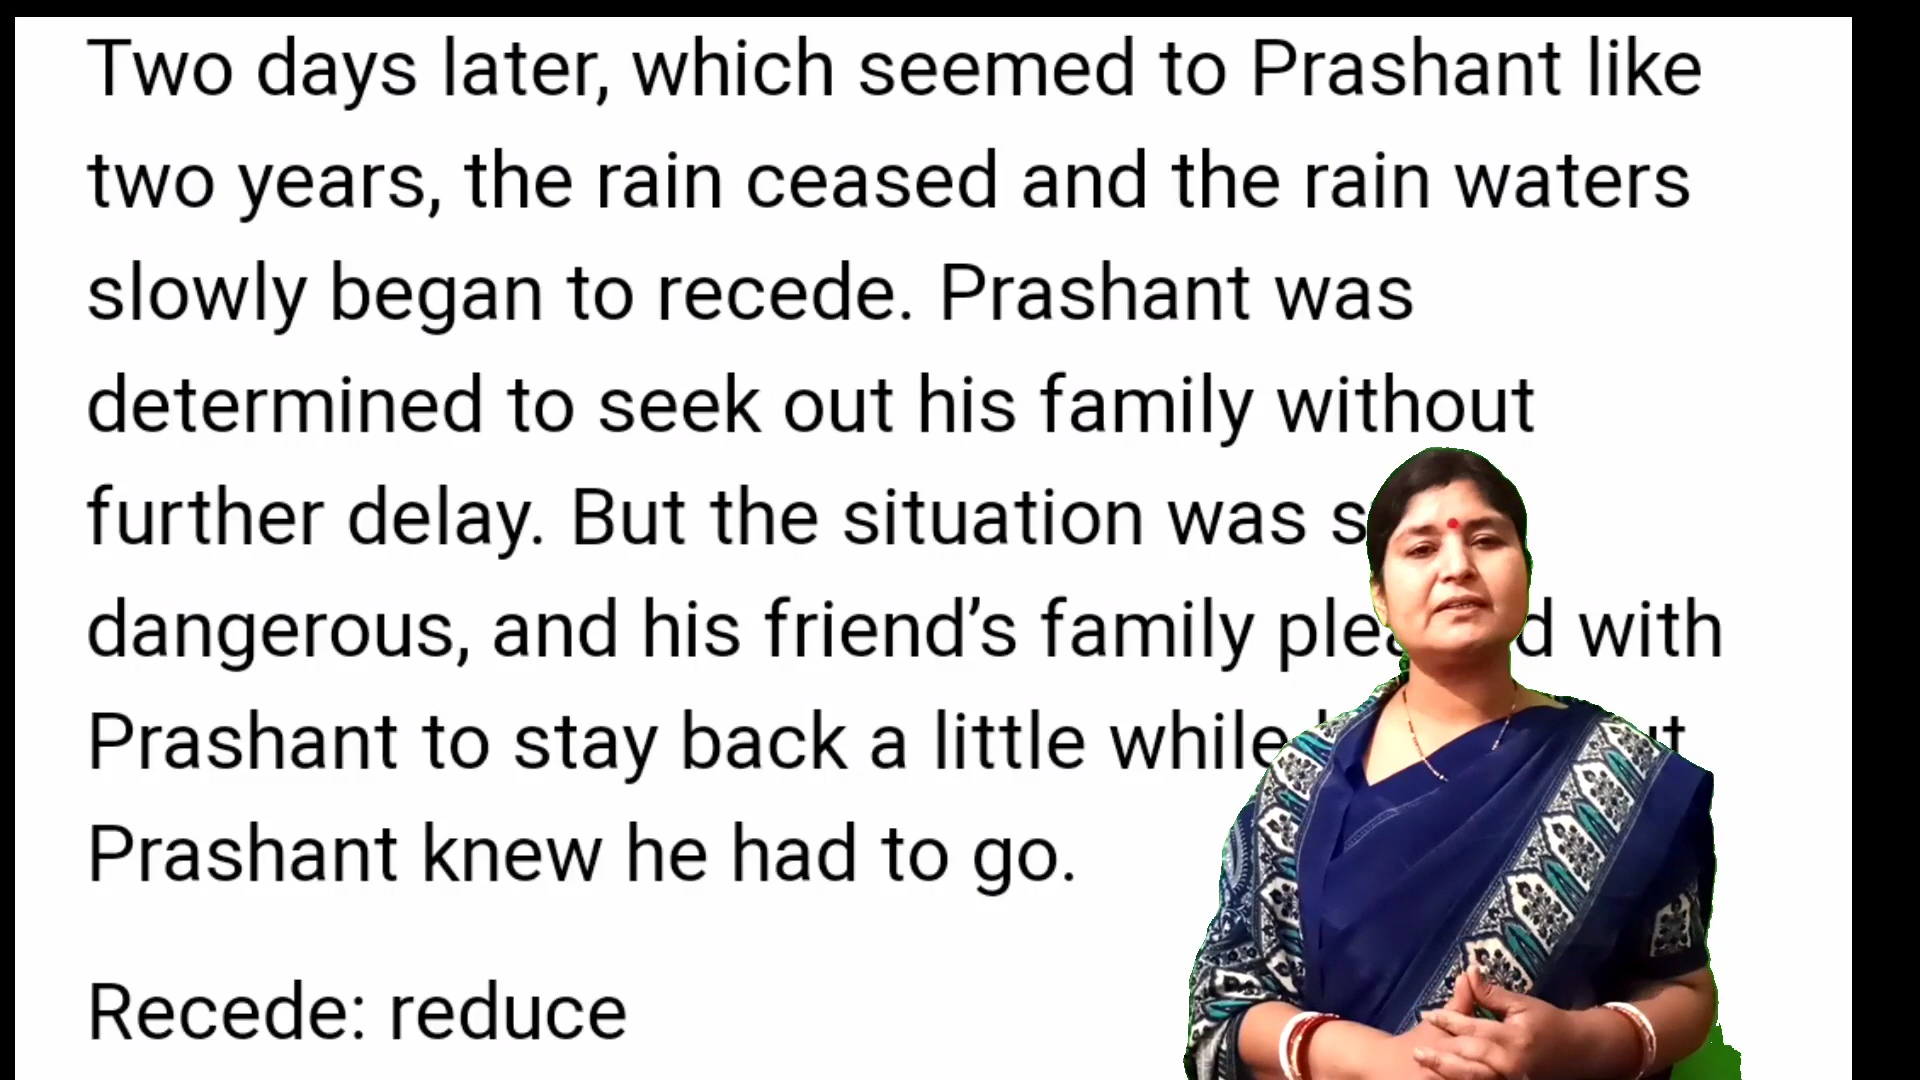 Two days later, which seemed to Prashant like
two years, the rain ceased and the rain waters
slowly began to recede. Prashant was
determined to seek out his family without
further delay. But the situation was
dangerous, and his friend’s family with
Prashant to stay back a little while
Prashant knew he had to go.
Recede: reduce